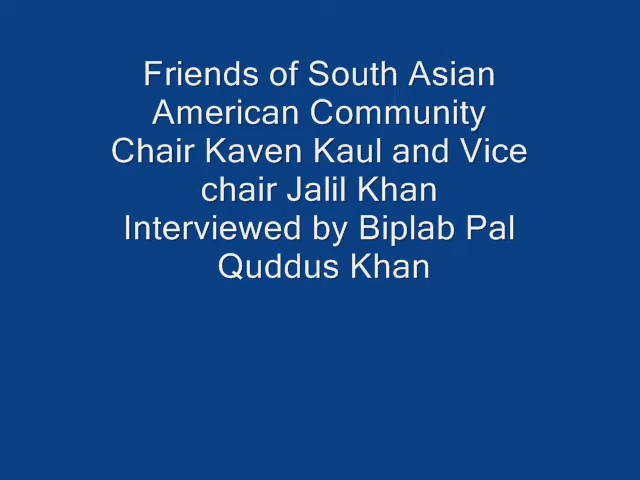 Friends of South Asian
American Community
Chair Kaven Kaul and Vice
chair Jalil Khan
Interviewed by Biplab Pal
Quddus Khan